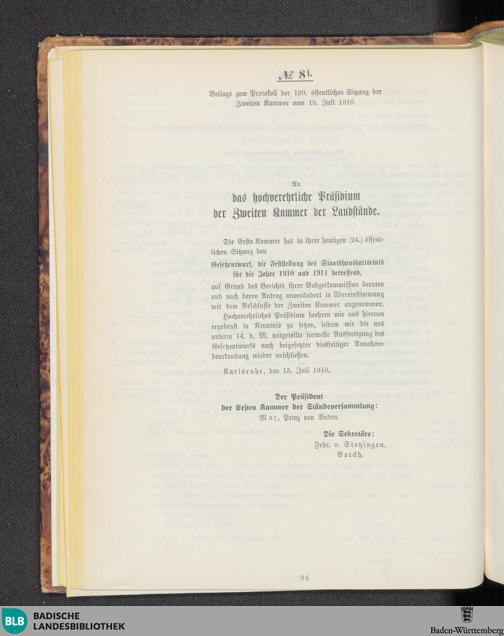 № 8i.
Beilage zum Protokoll der 120. öffentlichen Sitzung der
Zweiten Kammer vom 15. Juli 1910.
An
das hochverehrliche Präsidium
der Zweiten Kammer der Landstände.
Die Erste Kammer hat in ihrer heutigen (24.) öffent-
lichen Sitzung den
Gesetzentwurf, die Feststellung des Staatshaushaltsetats
für die Jahre 1910 und 1911 betreffend,
auf Grund des Berichts ihrer Budgetkommission beraten
und nach deren Antrag unverändert in Übereinstimmung
mit dem Beschlusse der Zweiten Kammer angenommen.
Hochverehrliches Präsidium beehren wir uns hiervon
ergebenst in Kenntnis zu setzen, indem wir die uns
unterm 14. d. M. mitgeteilte formelle Ausfertigung des
Gesetzentwurfs nach beigesetzter diesseitiger Annahme-
beurkundung wieder anschließen.
Karlsruhe, den 15. Juli 1910.
Der Präsident
der Ersten Kammer der Ständeversammlung:
Max, Prinz von Baden.
Die Sekretäre:
Frhr. v. Stotzingen.
Boeckh.
94
BLB
BADISCHE
LANDESBIBLIOTHEK
Baden-Württemberg